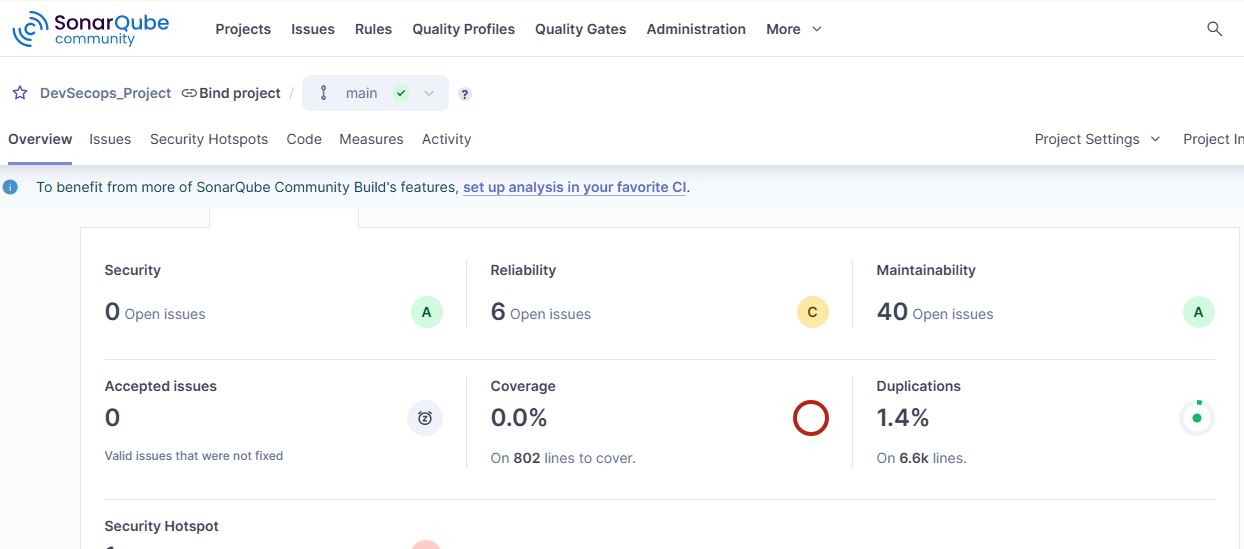 SonarQube
community
Projects Issues Rules Quality Profiles Quality Gates Administration More
DevSecops_Project Bind project / main ?
Overview Issues Security Hotspots Code Measures Activity Project Settings Project In
To benefit from more of SonarQube Community Build's features, set up analysis in your favorite CI.
Security Reliability Maintainability
0 Open issues A 6 Open issues C 40 Open issues A
Accepted issues Coverage Duplications
0 0.0% 1.4%
Valid issues that were not fixed On 802 lines to cover. On 6.6k lines.
Security Hotspot